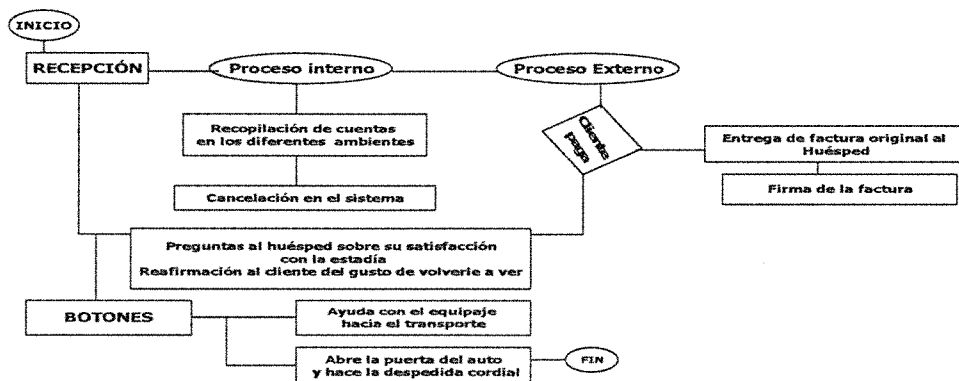 INICIO
RECEPCIÓN
Proceso interno
Proceso Externo
Recopilación de cuentas
en los diferentes ambientes
Cancelación en el sistema
Cliente
paga
Entrega de factura original al
Huésped
Firma de la factura
Preguntas al huésped sobre su satisfacción
con la estadía
Reafirmación al cliente del gusto de volverle a ver
BOTONES
Ayuda con el equipaje
hacia el transporte
Abre la puerta del auto
y hace la despedida cordial
FIN